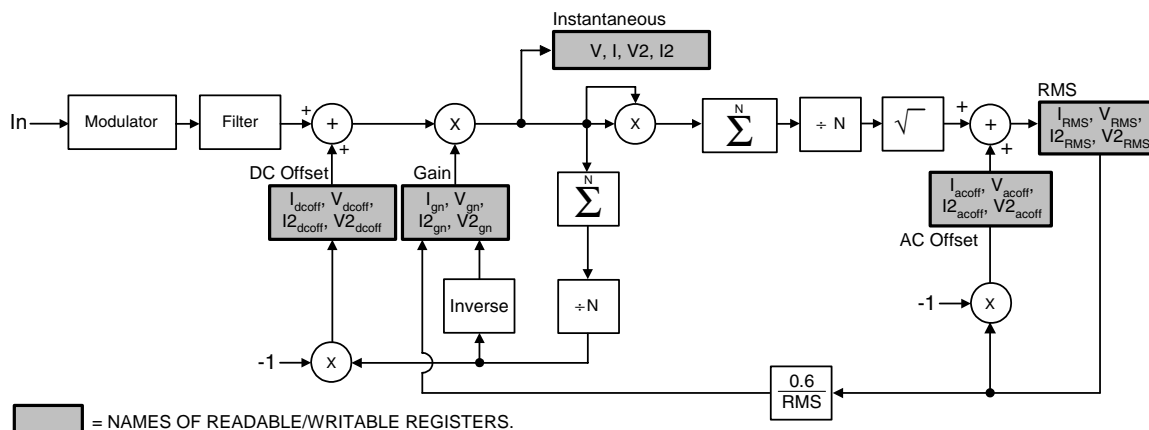 Instantaneous
V, I, V2, I2
RMS
In
Modulator
Filter
+
+
+
X
X
N
∑
÷ N
√
+
+
+
I_RMS, V_RMS,
I2_RMS, V2_RMS
DC Offset
Gain
I_dcoff, V_dcoff,
I2_dcoff, V2_dcoff
I_gn, V_gn,
I2_gn, V2_gn
N
∑
I_acoff, V_acoff,
I2_acoff, V2_acoff
AC Offset
Inverse
÷N
-1
X
-1
X
0.6
RMS
= NAMES OF READABLE/WRITABLE REGISTERS.